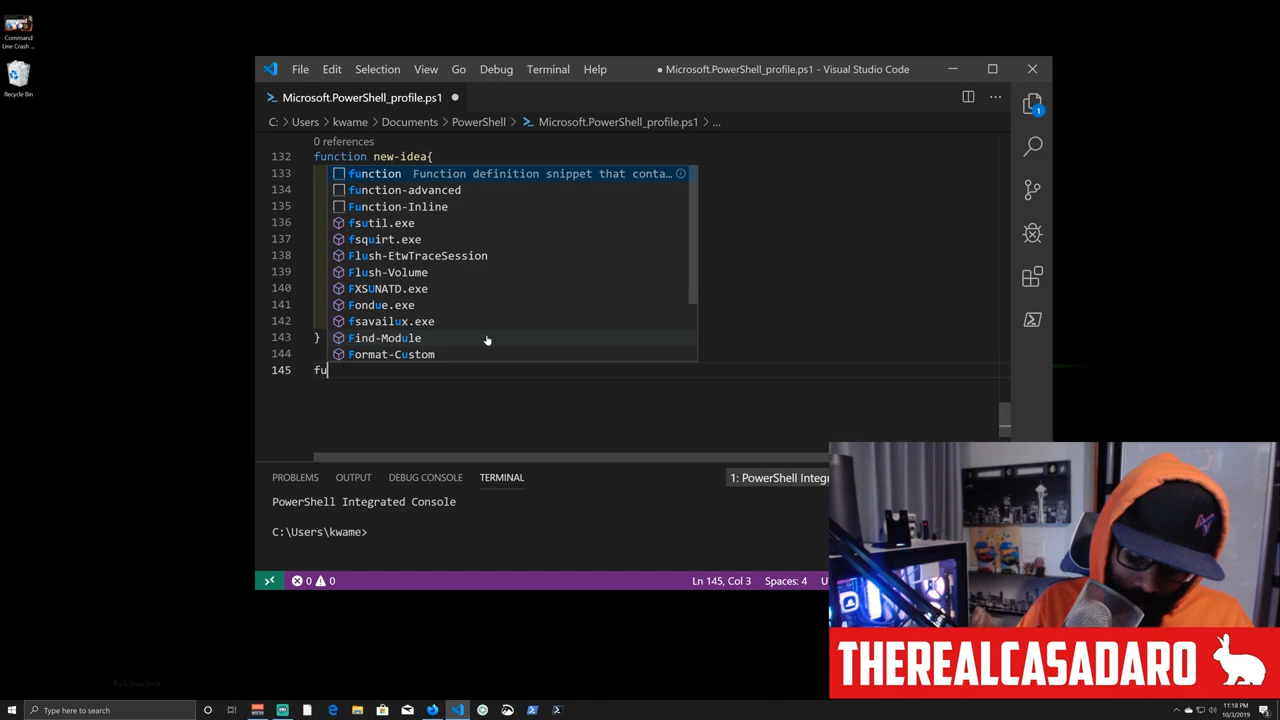 Command
Line Crash ...
Recycle Bin
File Edit Selection View Go Debug Terminal Help
● Microsoft.PowerShell_profile.ps1 - Visual Studio Code
Microsoft.PowerShell_profile.ps1 ●
C: > Users > kwame > Documents > PowerShell > Microsoft.PowerShell_profile.ps1 > ...
1
0 references
132 function new-idea{
133 function Function definition snippet that conta...
134 function-advanced
135 Function-Inline
136 fsutil.exe
137 fsquirt.exe
138 Flush-EtwTraceSession
139 Flush-Volume
140 FXSUNATD.exe
141 Fondue.exe
142 fsavailux.exe
143 } Find-Module
144 Format-Custom
145 fu
PROBLEMS OUTPUT DEBUG CONSOLE TERMINAL 1: PowerShell Integ
PowerShell Integrated Console
C:\Users\kwame>
0 0 Ln 145, Col 3 Spaces: 4 U
THEREALCASADARO
Type here to search
11:18 PM
10/3/2019